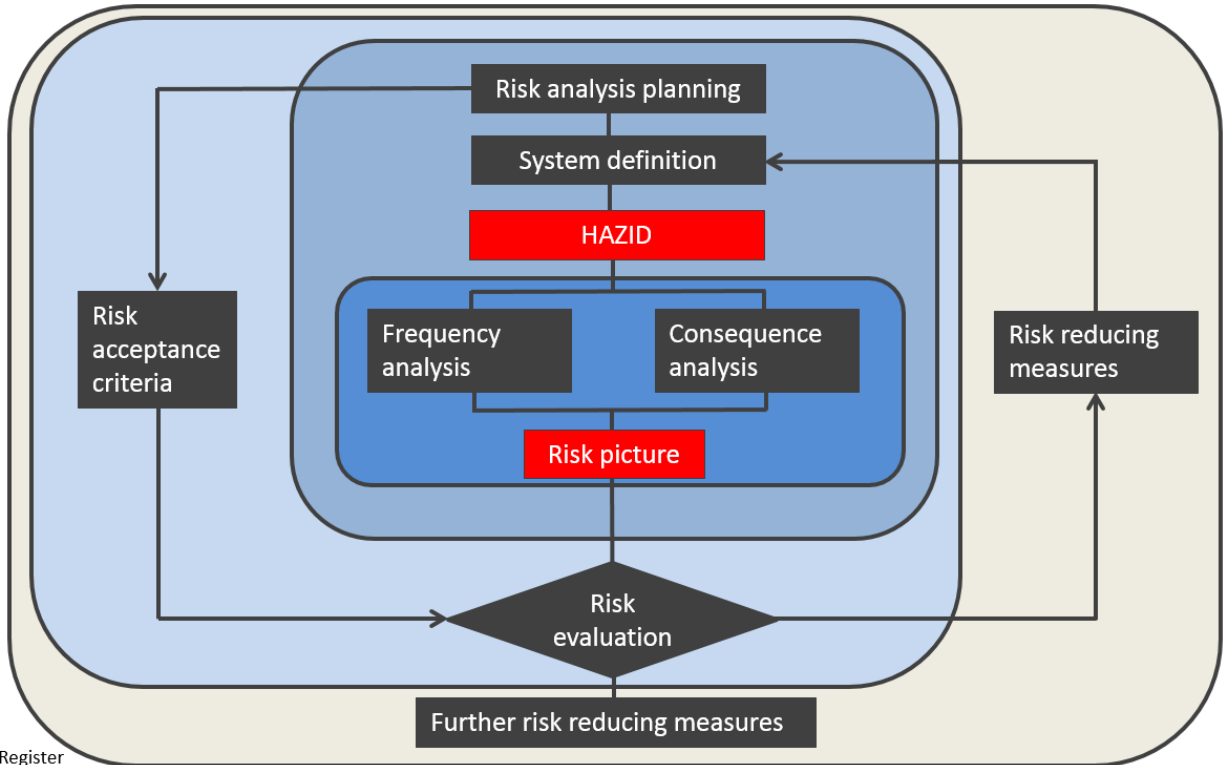 Risk analysis planning
System definition
HAZID
Risk
acceptance
criteria
Frequency
analysis
Consequence
analysis
Risk reducing
measures
Risk picture
Risk
evaluation
Further risk reducing measures
Register